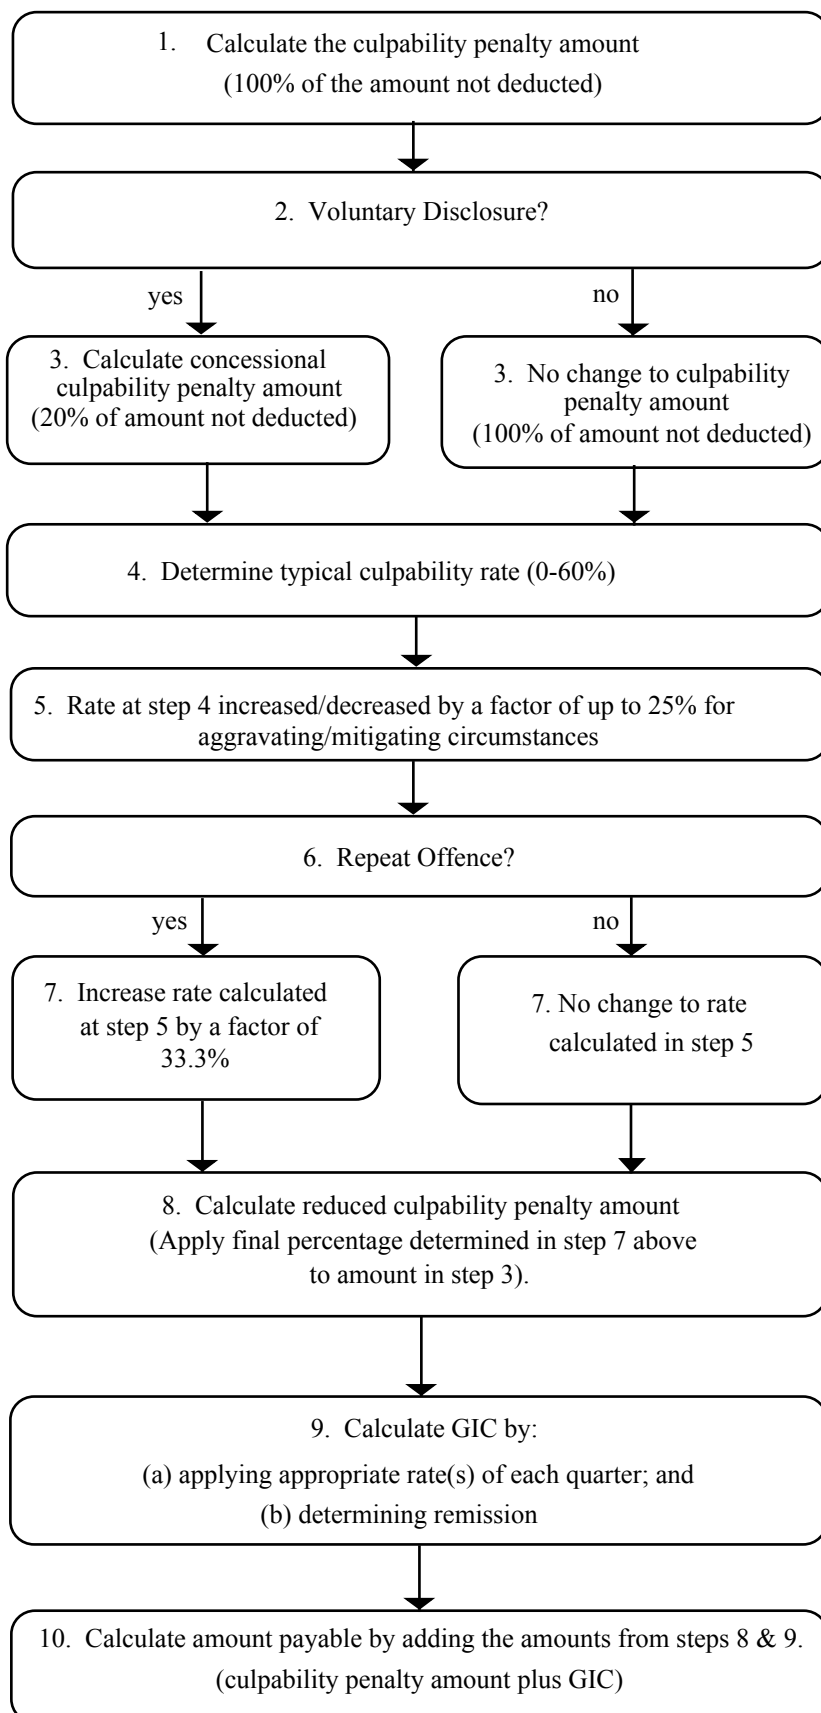 1. Calculate the culpability penalty amount
(100% of the amount not deducted)
2. Voluntary Disclosure?
yes
no
3. Calculate concessional
culpability penalty amount
(20% of amount not deducted)
3. No change to culpability
penalty amount
(100% of amount not deducted)
4. Determine typical culpability rate (0-60%)
5. Rate at step 4 increased/decreased by a factor of up to 25% for
aggravating/mitigating circumstances
6. Repeat Offence?
yes
no
7. Increase rate calculated
at step 5 by a factor of
33.3%
7. No change to rate
calculated in step 5
8. Calculate reduced culpability penalty amount
(Apply final percentage determined in step 7 above
to amount in step 3).
9. Calculate GIC by:
(a) applying appropriate rate(s) of each quarter; and
(b) determining remission
10. Calculate amount payable by adding the amounts from steps 8 & 9.
(culpability penalty amount plus GIC)